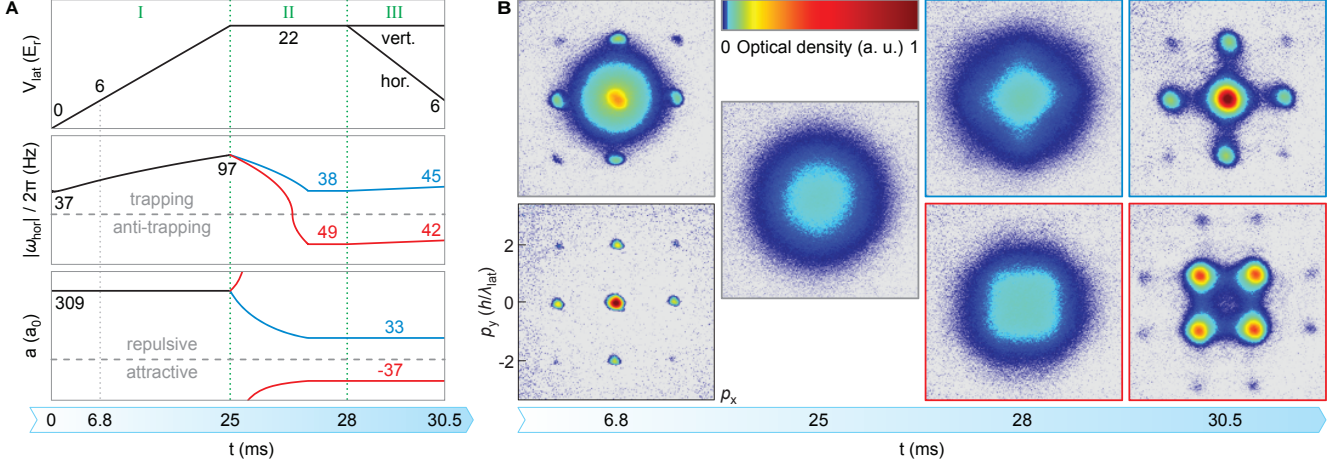 A
I
II
III
V_lat (E_r)
0
6
22
vert.
hor.
6
|ω_hor| / 2π (Hz)
37
97
38
45
trapping
anti-trapping
49
42
a (a_0)
309
33
repulsive
attractive
-37
0
6.8
25
28
30.5
t (ms)
B
0 Optical density (a. u.) 1
p_y (h/λ_lat)
2
0
-2
p_x
6.8
25
28
30.5
t (ms)